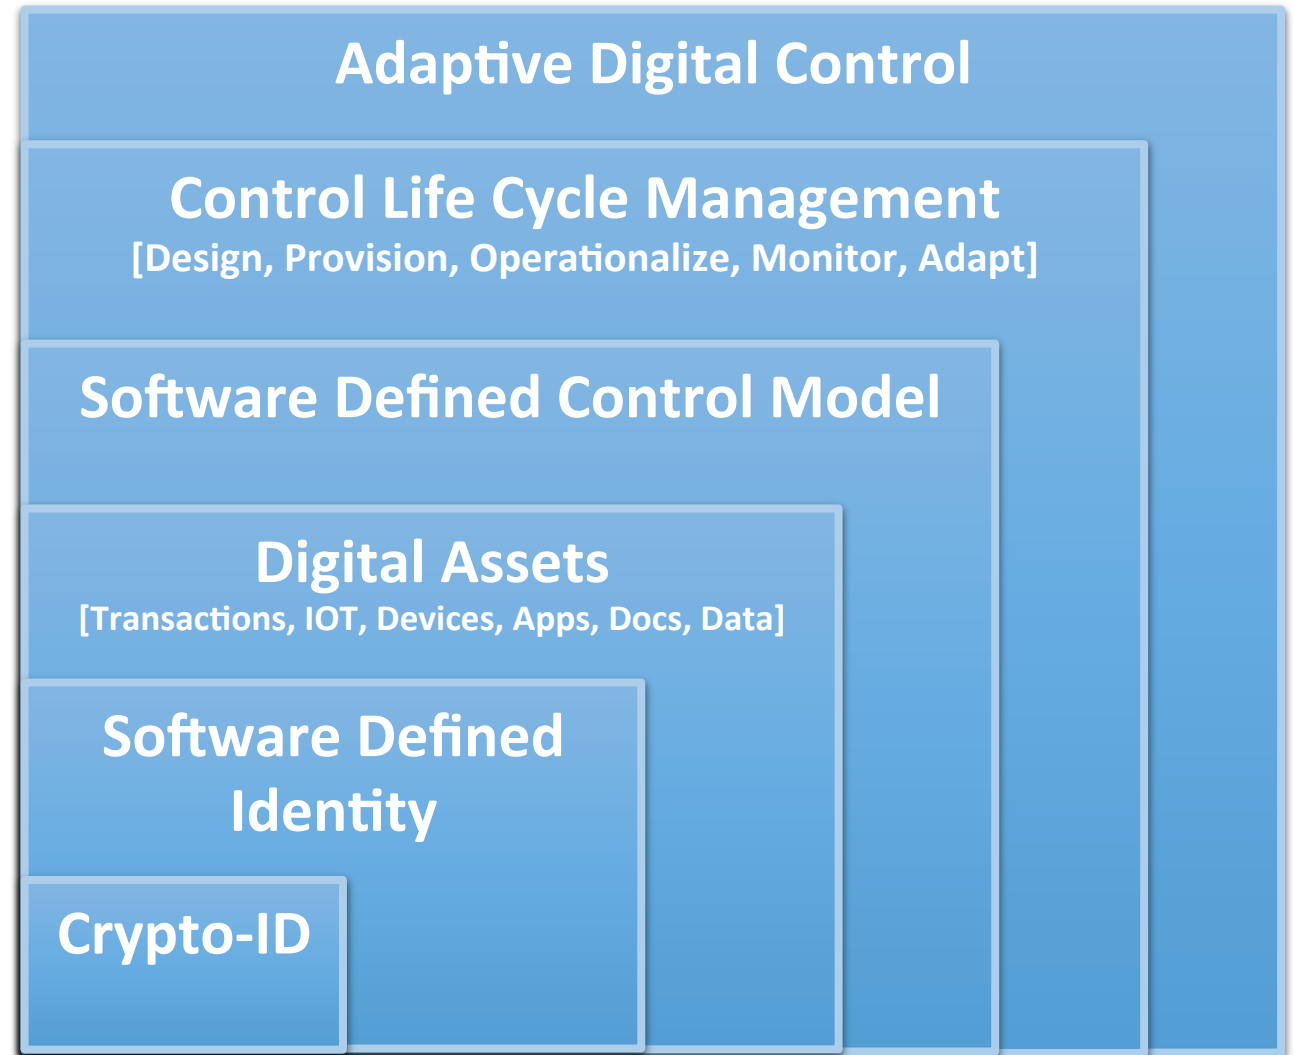 Adaptive Digital Control
Control Life Cycle Management
[Design, Provision, Operationalize, Monitor, Adapt]
Software Defined Control Model
Digital Assets
[Transactions, IOT, Devices, Apps, Docs, Data]
Software Defined
Identity
Crypto-ID